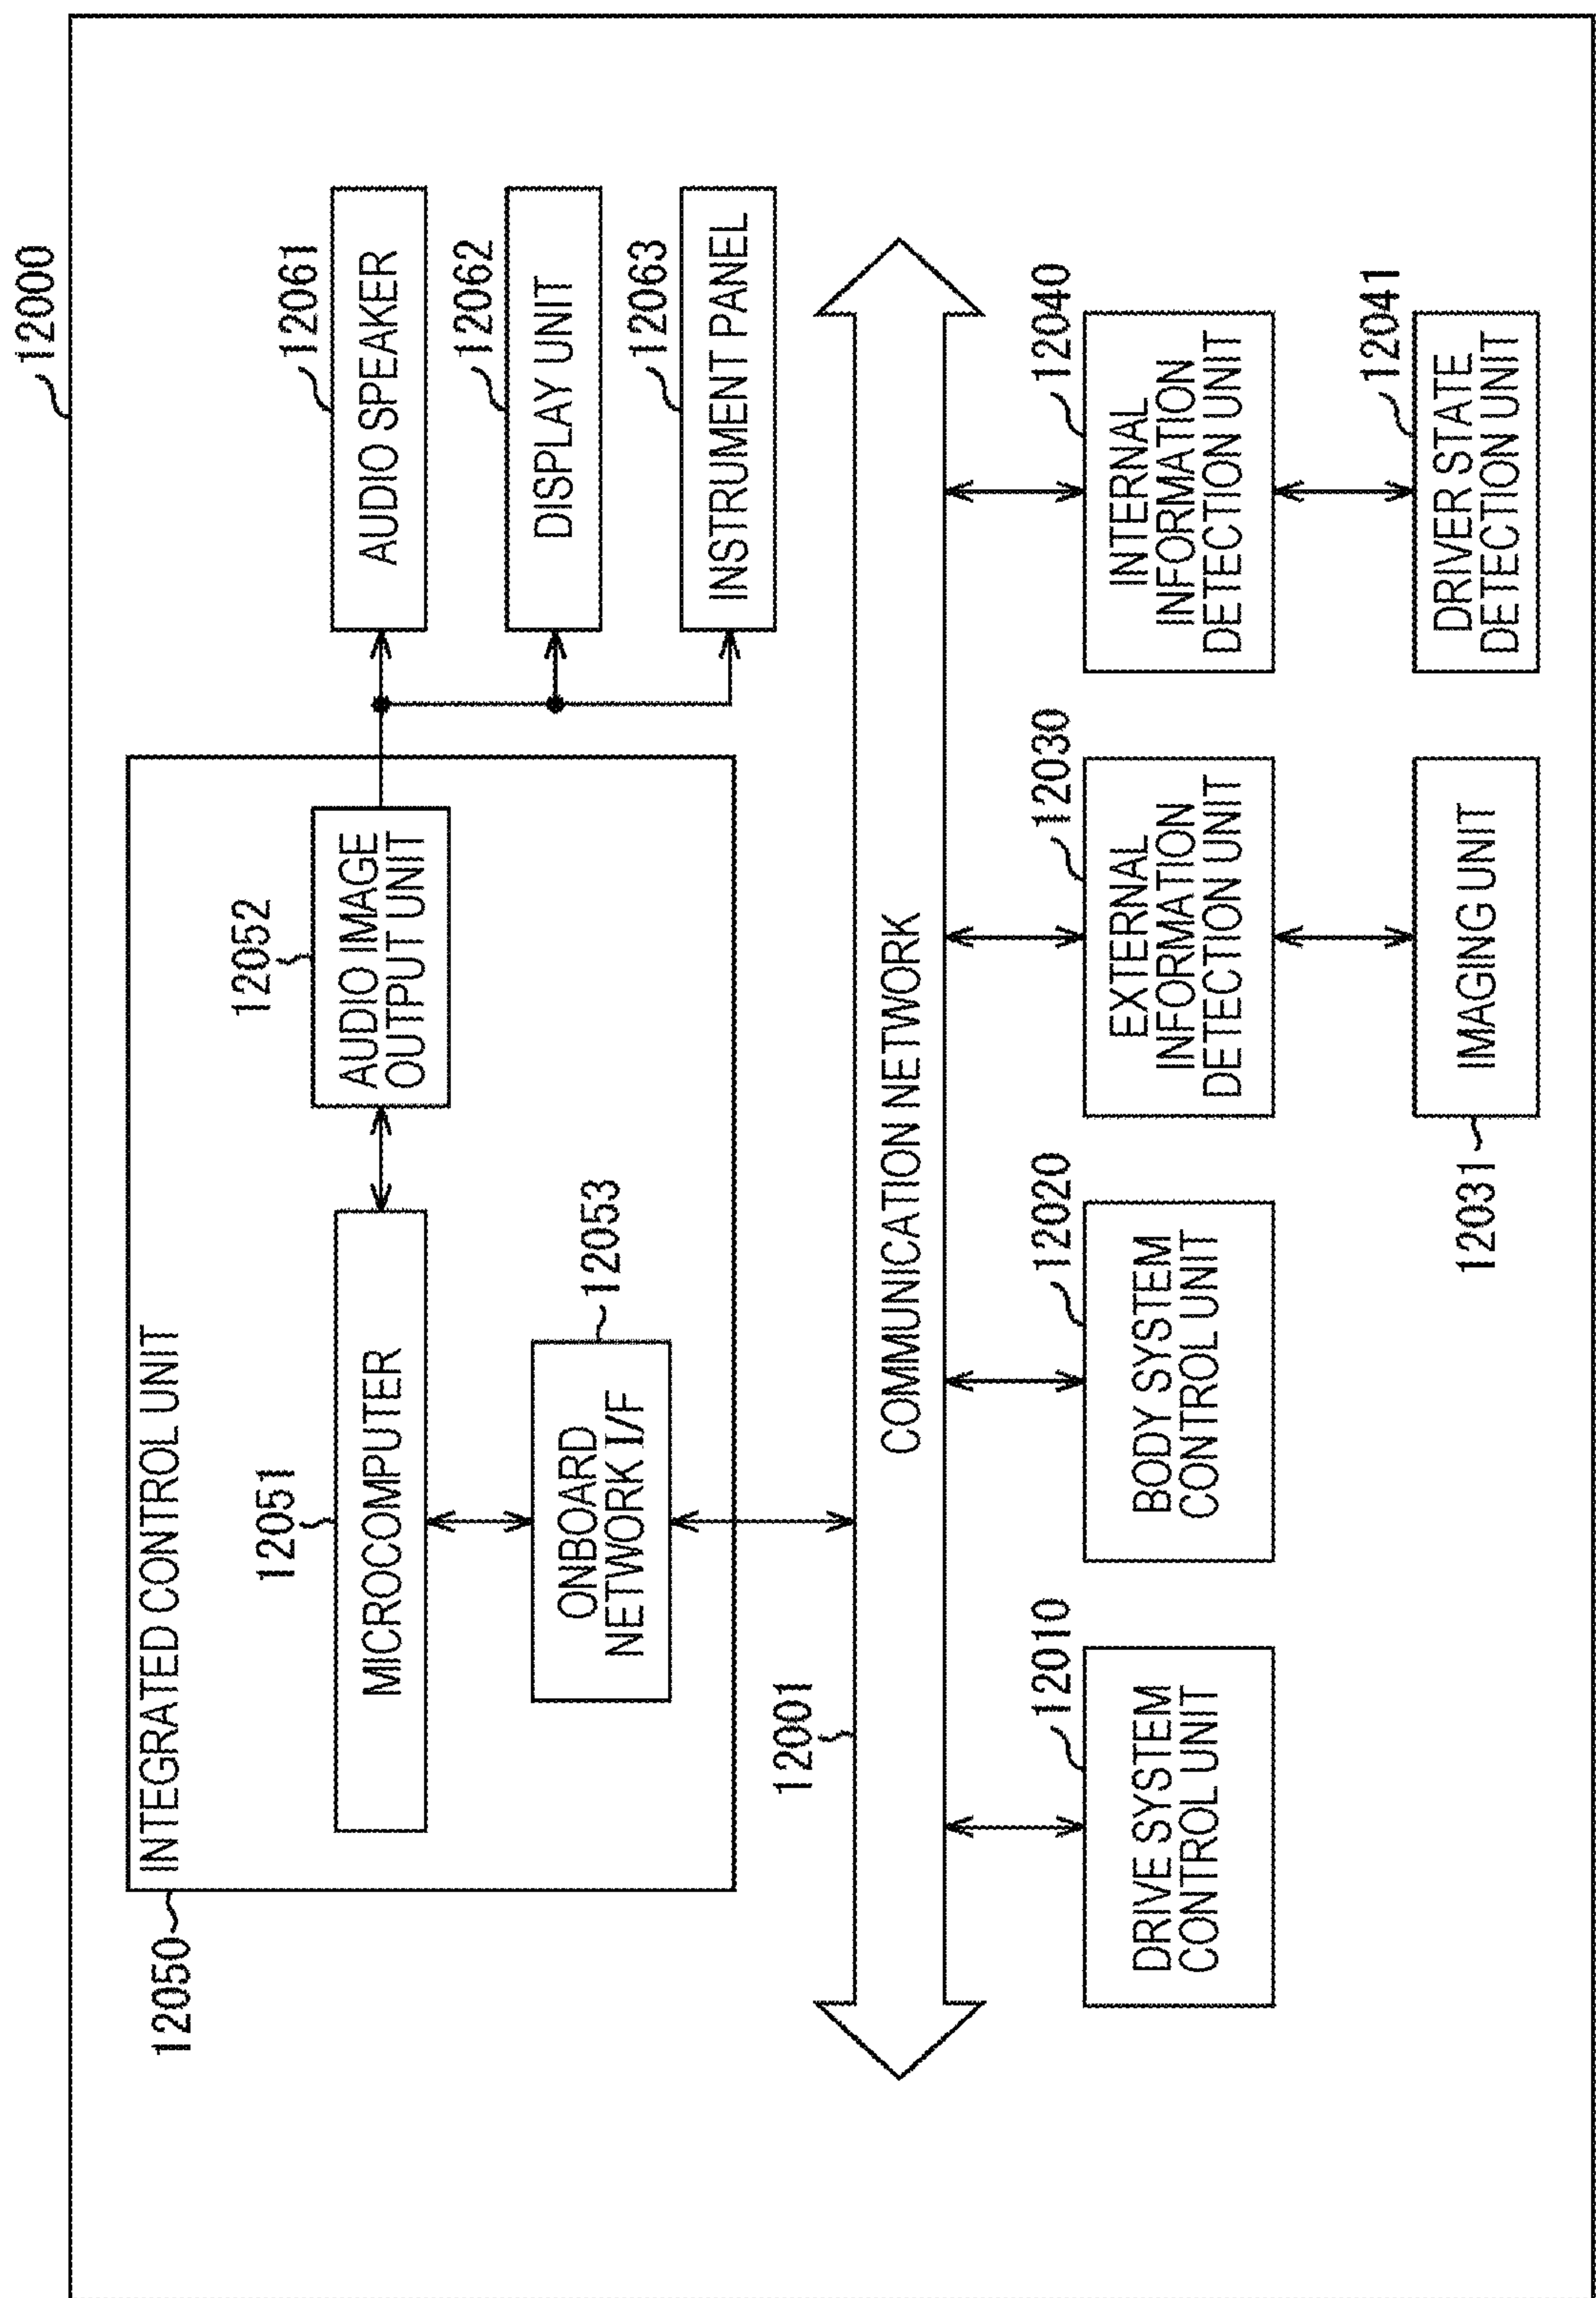 12000
12050
INTEGRATED CONTROL UNIT
12051
MICROCOMPUTER
12052
AUDIO IMAGE
OUTPUT UNIT
12053
ONBOARD
NETWORK I/F
12061
AUDIO SPEAKER
12062
DISPLAY UNIT
12063
INSTRUMENT PANEL
12001
COMMUNICATION NETWORK
12010
DRIVE SYSTEM
CONTROL UNIT
12020
BODY SYSTEM
CONTROL UNIT
12030
EXTERNAL
INFORMATION
DETECTION UNIT
12040
INTERNAL
INFORMATION
DETECTION UNIT
12031
IMAGING UNIT
12041
DRIVER STATE
DETECTION UNIT